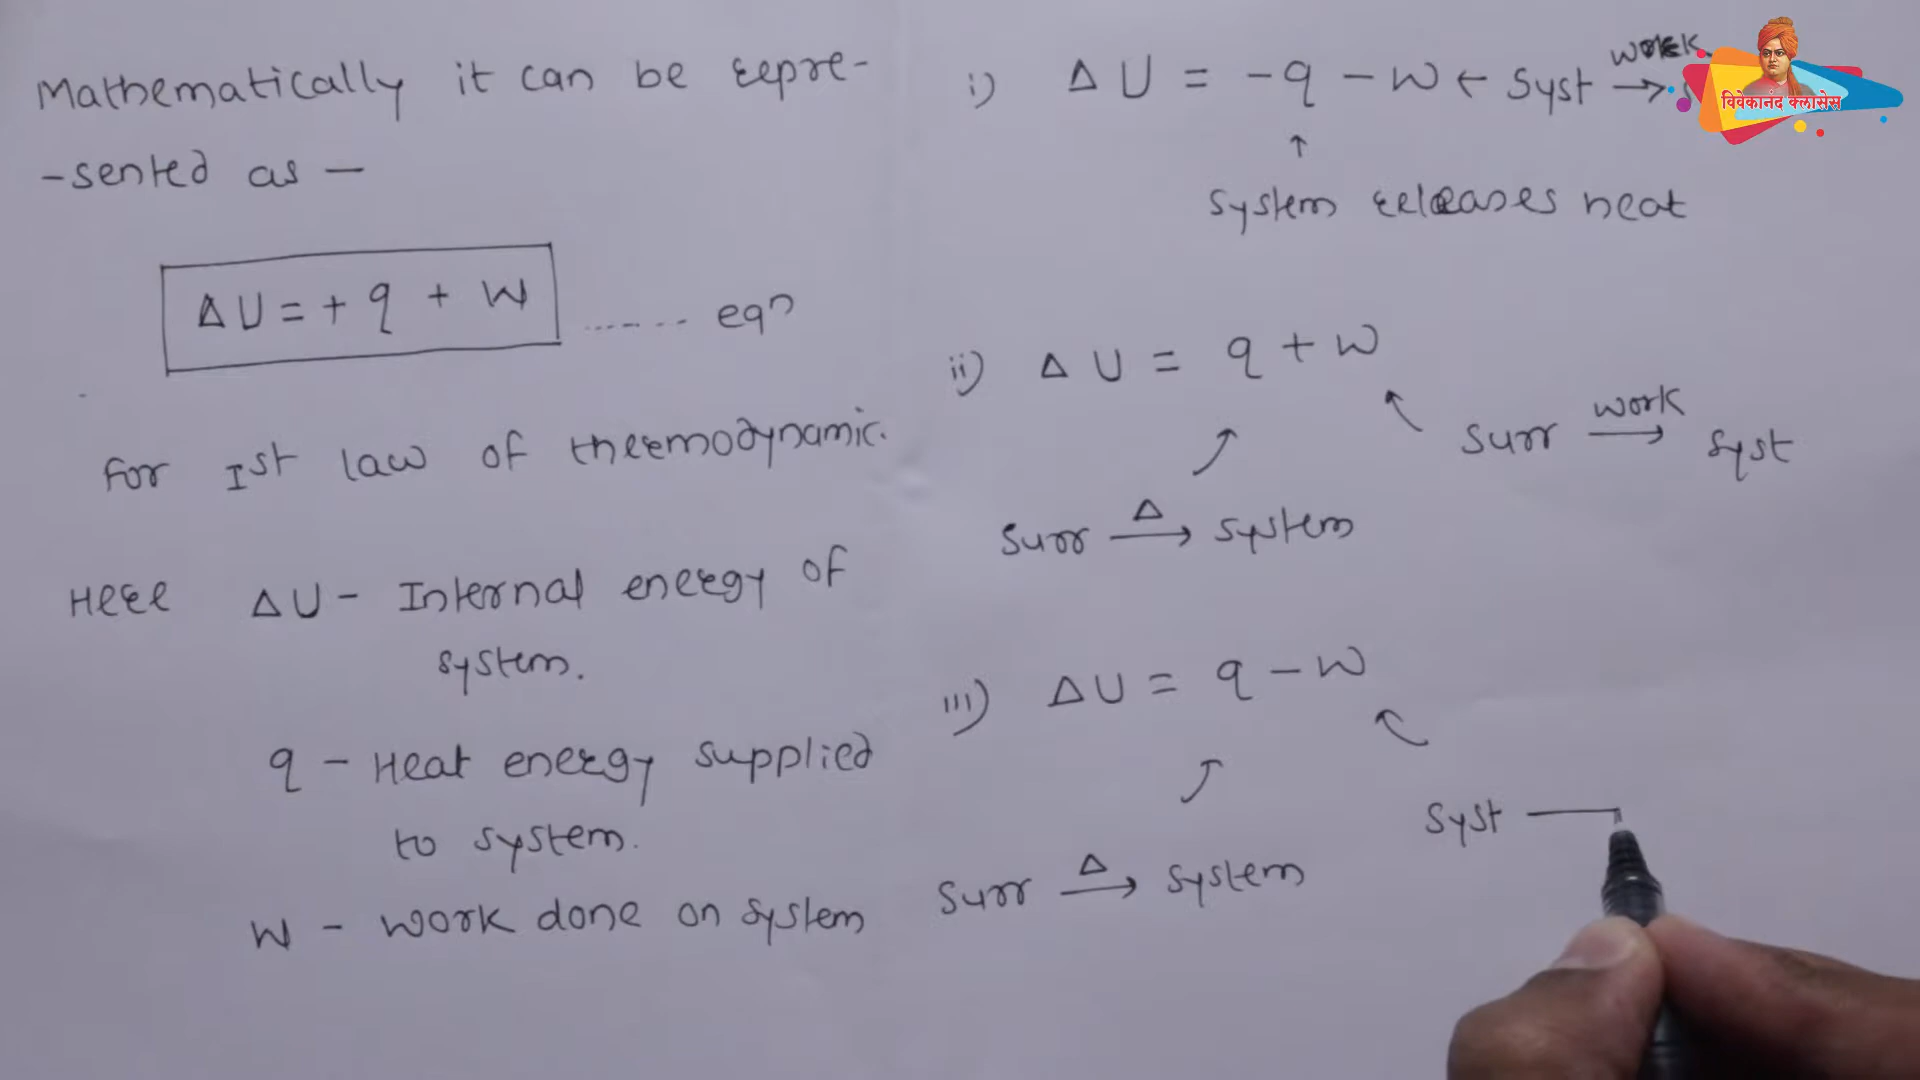 Mathematically it can be repre-
-sented as -
ΔU = + q + W ....... eqn
For Ist law of thermodynamic.
Here ΔU - Internal energy of
system.
q - Heat energy supplied
to system.
W - Work done on system
i) ΔU = -q - W ← Syst →
work
↑
System releases heat
ii) ΔU = q + W
Surr → Syst
work
Surr → System
Δ
iii) ΔU = q - W
Syst —
Surr → System
Δ
विवेकानंद क्लासेस